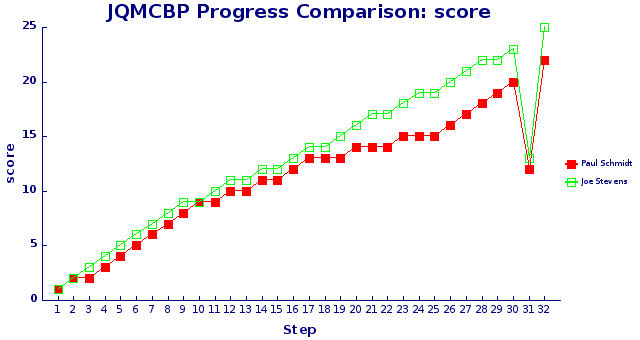 JQMCBP Progress Comparison: score
25
20
15
10
5
0
score
1 2 3 4 5 6 7 8 9 10 11 12 13 14 15 16 17 18 19 20 21 22 23 24 25 26 27 28 29 30 31 32
Step
Paul Schmidt
Joe Stevens